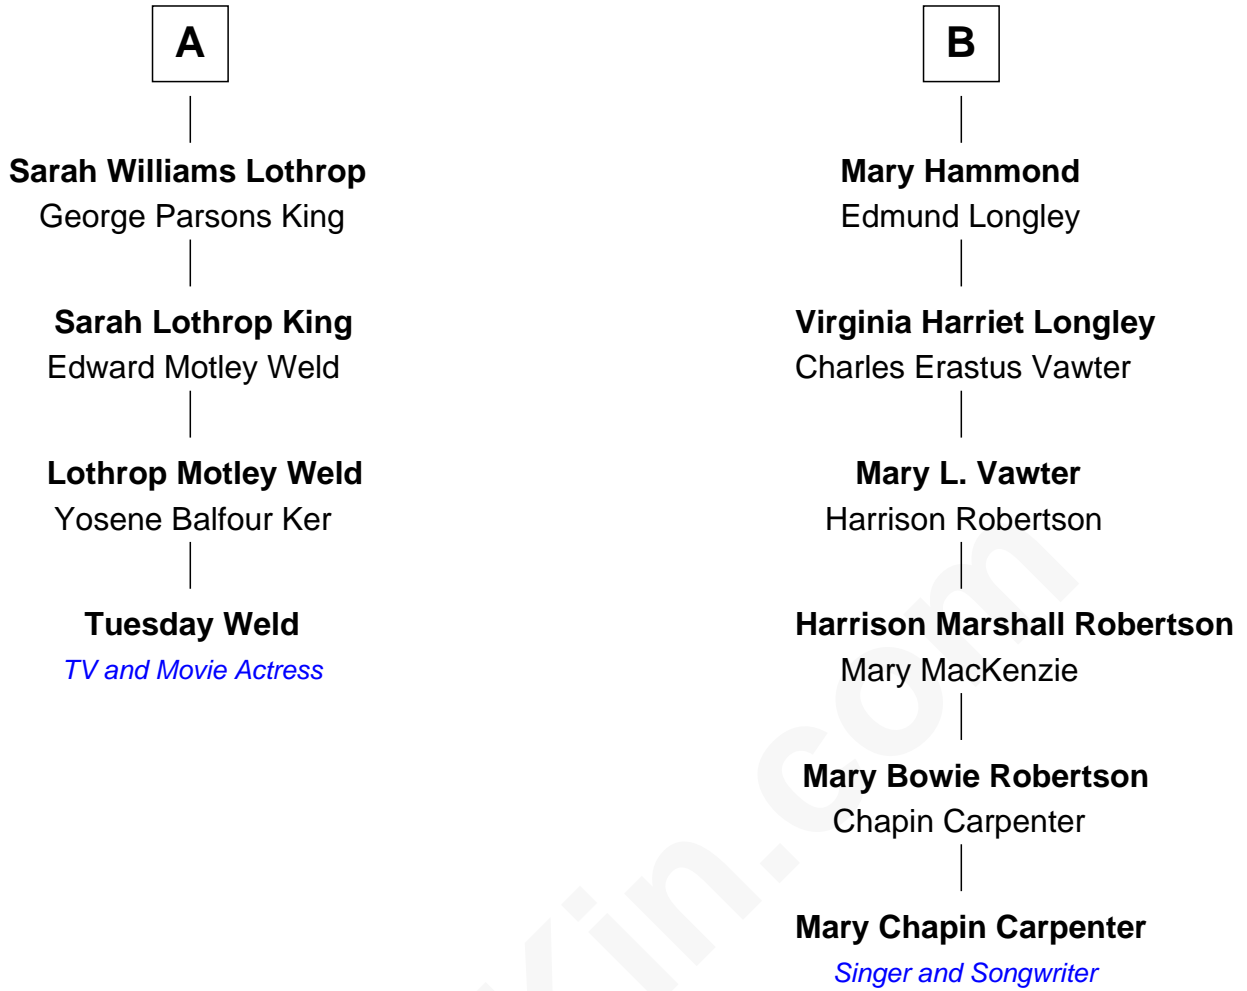 A
Sarah Williams Lothrop
George Parsons King
Sarah Lothrop King
Edward Motley Weld
Lothrop Motley Weld
Yosene Balfour Ker
Tuesday Weld
TV and Movie Actress
B
Mary Hammond
Edmund Longley
Virginia Harriet Longley
Charles Erastus Vawter
Mary L. Vawter
Harrison Robertson
Harrison Marshall Robertson
Mary MacKenzie
Mary Bowie Robertson
Chapin Carpenter
Mary Chapin Carpenter
Singer and Songwriter
Kin.com